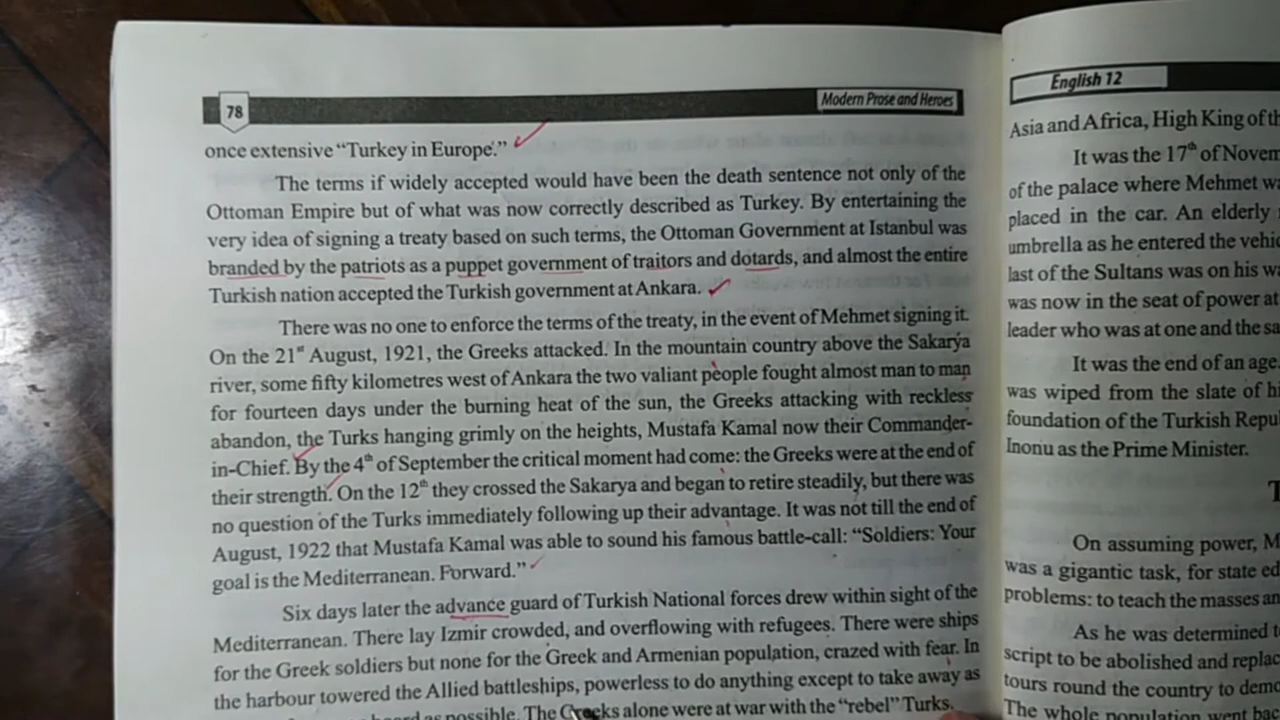 78
Modern Prose and Heroes
once extensive “Turkey in Europe.”
The terms if widely accepted would have been the death sentence not only of the
Ottoman Empire but of what was now correctly described as Turkey. By entertaining the
very idea of signing a treaty based on such terms, the Ottoman Government at Istanbul was
branded by the patriots as a puppet government of traitors and dotards, and almost the entire
Turkish nation accepted the Turkish government at Ankara.
There was no one to enforce the terms of the treaty, in the event of Mehmet signing it.
On the 21st August, 1921, the Greeks attacked. In the mountain country above the Sakarya
river, some fifty kilometres west of Ankara the two valiant people fought almost man to man
for fourteen days under the burning heat of the sun, the Greeks attacking with reckless
abandon, the Turks hanging grimly on the heights, Mustafa Kamal now their Commander-
in-Chief. By the 4th of September the critical moment had come: the Greeks were at the end of
their strength. On the 12th they crossed the Sakarya and began to retire steadily, but there was
no question of the Turks immediately following up their advantage. It was not till the end of
August, 1922 that Mustafa Kamal was able to sound his famous battle-call: “Soldiers: Your
goal is the Mediterranean. Forward.”
Six days later the advance guard of Turkish National forces drew within sight of the
Mediterranean. There lay Izmir crowded, and overflowing with refugees. There were ships
for the Greek soldiers but none for the Greek and Armenian population, crazed with fear. In
the harbour towered the Allied battleships, powerless to do anything except to take away as
as possible. The Greeks alone were at war with the “rebel” Turks.
English 12
Asia and Africa, High King of th
It was the 17th of Novem
of the palace where Mehmet wa
placed in the car. An elderly
umbrella as he entered the vehic
last of the Sultans was on his wa
was now in the seat of power at
leader who was at one and the sa
It was the end of an age.
was wiped from the slate of hi
foundation of the Turkish Repu
Inonu as the Prime Minister.
T
On assuming power, M
was a gigantic task, for state ed
problems: to teach the masses an
As he was determined t
script to be abolished and replac
tours round the country to demo
The whole population went bac